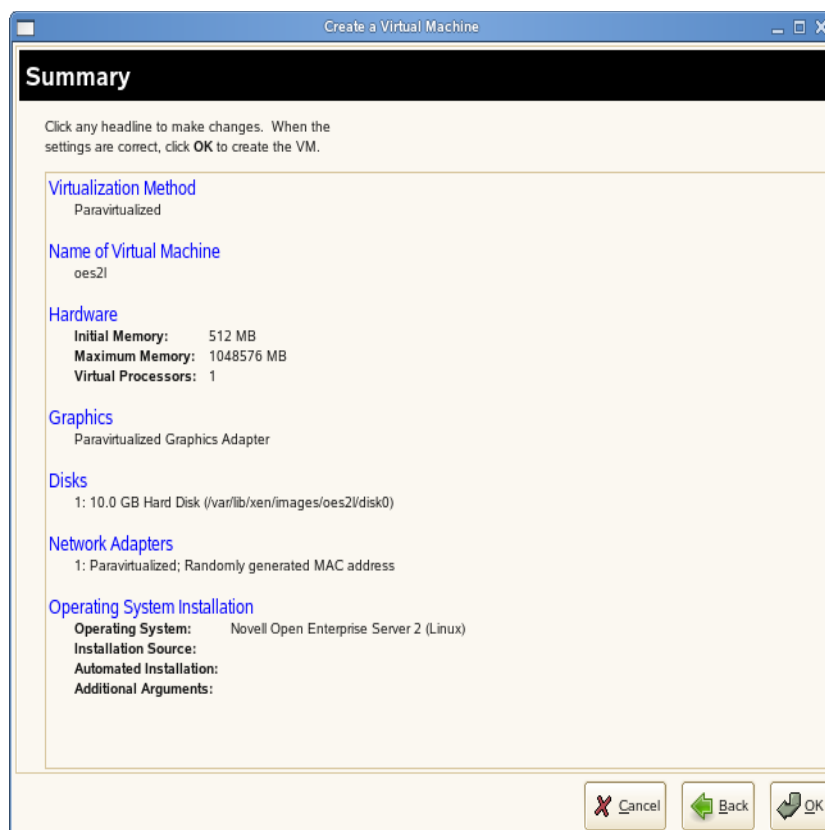 Create a Virtual Machine
Summary
Click any headline to make changes. When the
settings are correct, click OK to create the VM.
Virtualization Method
Paravirtualized
Name of Virtual Machine
oes2l
Hardware
Initial Memory: 512 MB
Maximum Memory: 1048576 MB
Virtual Processors: 1
Graphics
Paravirtualized Graphics Adapter
Disks
1: 10.0 GB Hard Disk (/var/lib/xen/images/oes2l/disk0)
Network Adapters
1: Paravirtualized; Randomly generated MAC address
Operating System Installation
Operating System: Novell Open Enterprise Server 2 (Linux)
Installation Source:
Automated Installation:
Additional Arguments:
Cancel Back OK